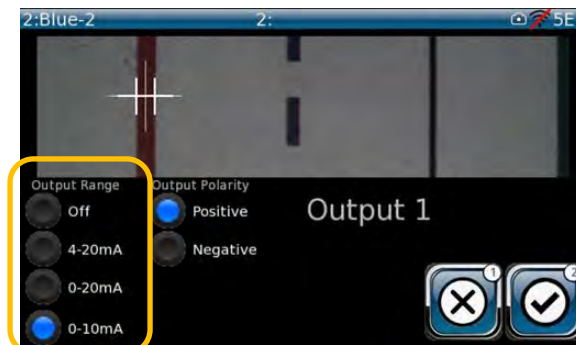 2:Blue-2 2: 5E
Output Range Output Polarity
Off Positive Output 1
4-20mA Negative
0-20mA
0-10mA
1 2